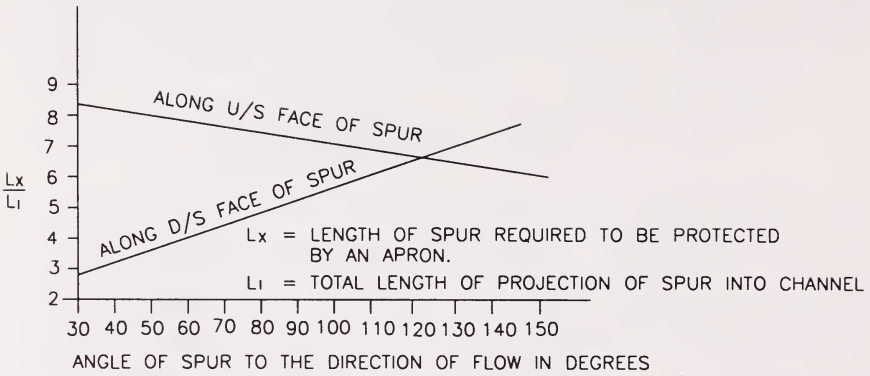 9
8
7
6
5
4
3
2
Lx
L1
ALONG U/S FACE OF SPUR
ALONG D/S FACE OF SPUR
Lx = LENGTH OF SPUR REQUIRED TO BE PROTECTED
BY AN APRON.
L1 = TOTAL LENGTH OF PROJECTION OF SPUR INTO CHANNEL
30 40 50 60 70 80 90 100 110 120 130 140 150
ANGLE OF SPUR TO THE DIRECTION OF FLOW IN DEGREES